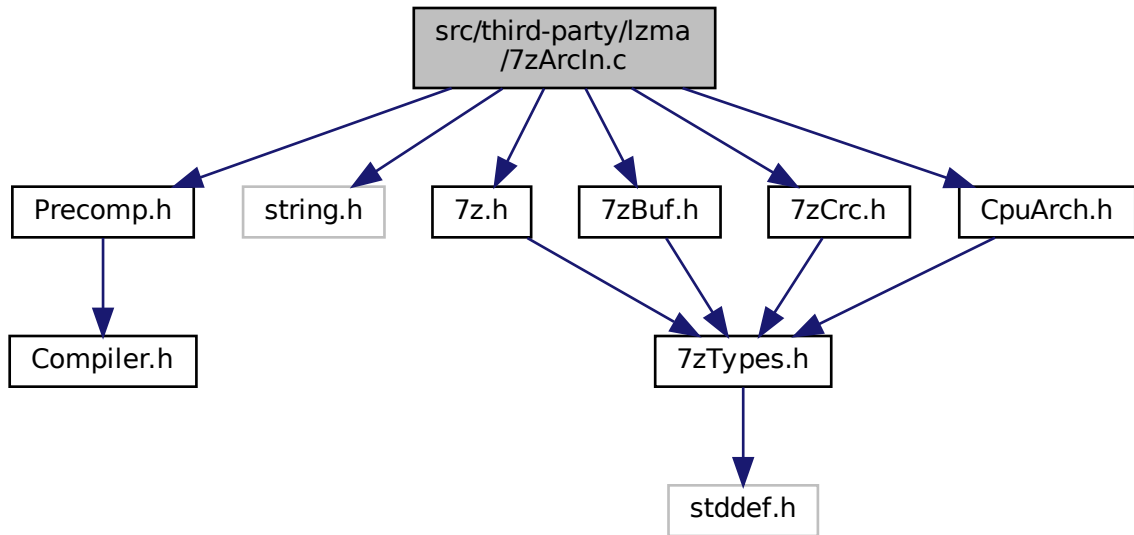 src/third-party/lzma
/7zArcIn.c
Precomp.h
string.h
7z.h
7zBuf.h
7zCrc.h
CpuArch.h
Compiler.h
7zTypes.h
stddef.h